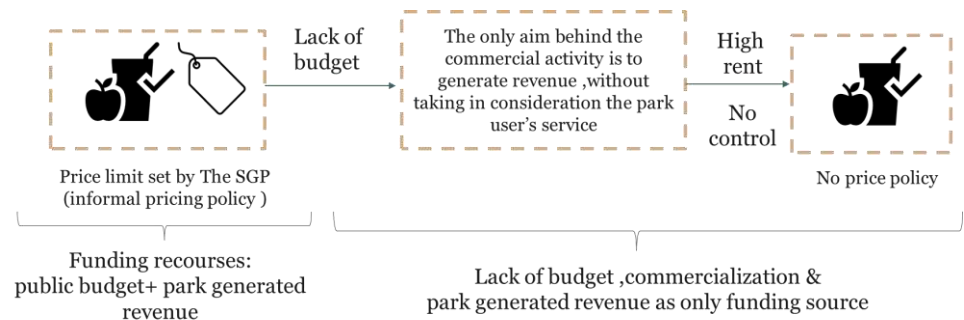 Lack of
budget
The only aim behind the
commercial activity is to
generate revenue ,without
taking in consideration the park
user's service
High
rent
No
control
Price limit set by The SGP
(informal pricing policy )
No price policy
Funding recourses:
public budget+ park generated
revenue
Lack of budget ,commercialization &
park generated revenue as only funding source